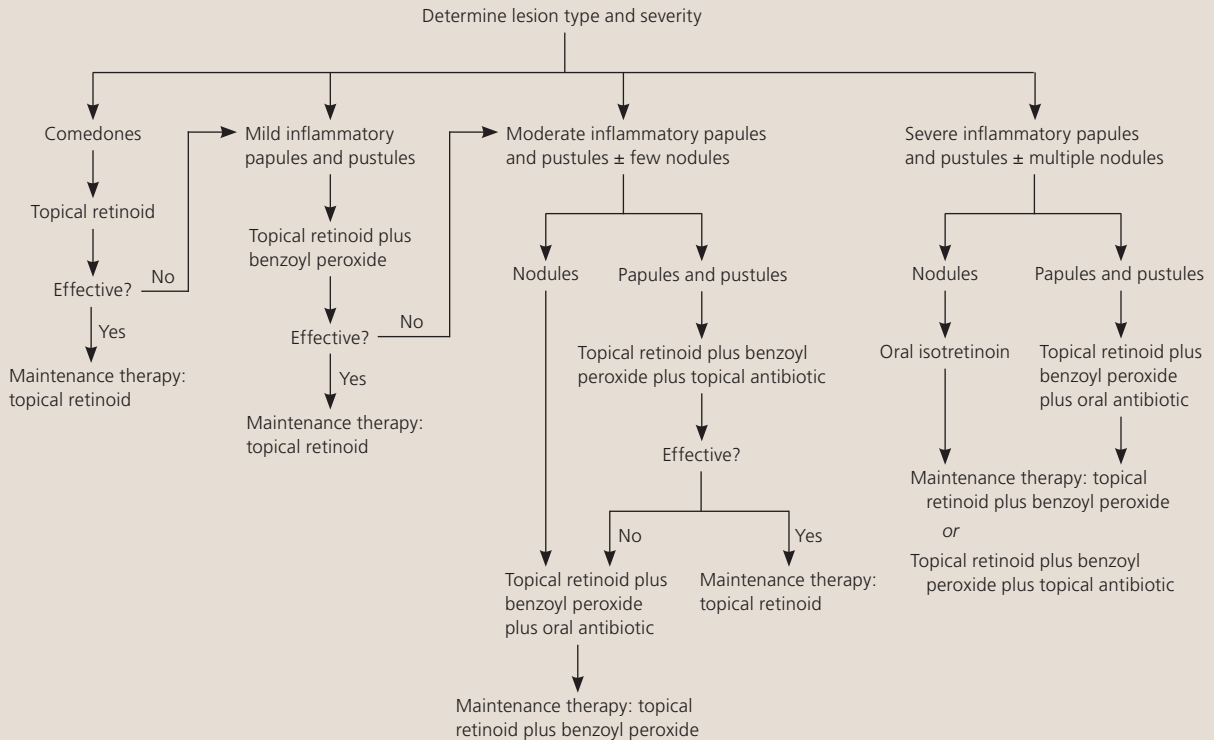 Determine lesion type and severity
Comedones
Topical retinoid
Effective?
No
Yes
Maintenance therapy:
topical retinoid
Mild inflammatory
papules and pustules
Topical retinoid plus
benzoyl peroxide
Effective?
No
Yes
Maintenance therapy:
topical retinoid
Moderate inflammatory papules
and pustules ± few nodules
Nodules
Papules and pustules
Topical retinoid plus benzoyl
peroxide plus topical antibiotic
Effective?
No
Yes
Topical retinoid plus
benzoyl peroxide
plus oral antibiotic
Maintenance therapy:
topical retinoid
Maintenance therapy: topical
retinoid plus benzoyl peroxide
Severe inflammatory papules
and pustules ± multiple nodules
Nodules
Papules and pustules
Oral isotretinoin
Topical retinoid plus
benzoyl peroxide
plus oral antibiotic
Maintenance therapy: topical
retinoid plus benzoyl peroxide
or
Topical retinoid plus benzoyl
peroxide plus topical antibiotic